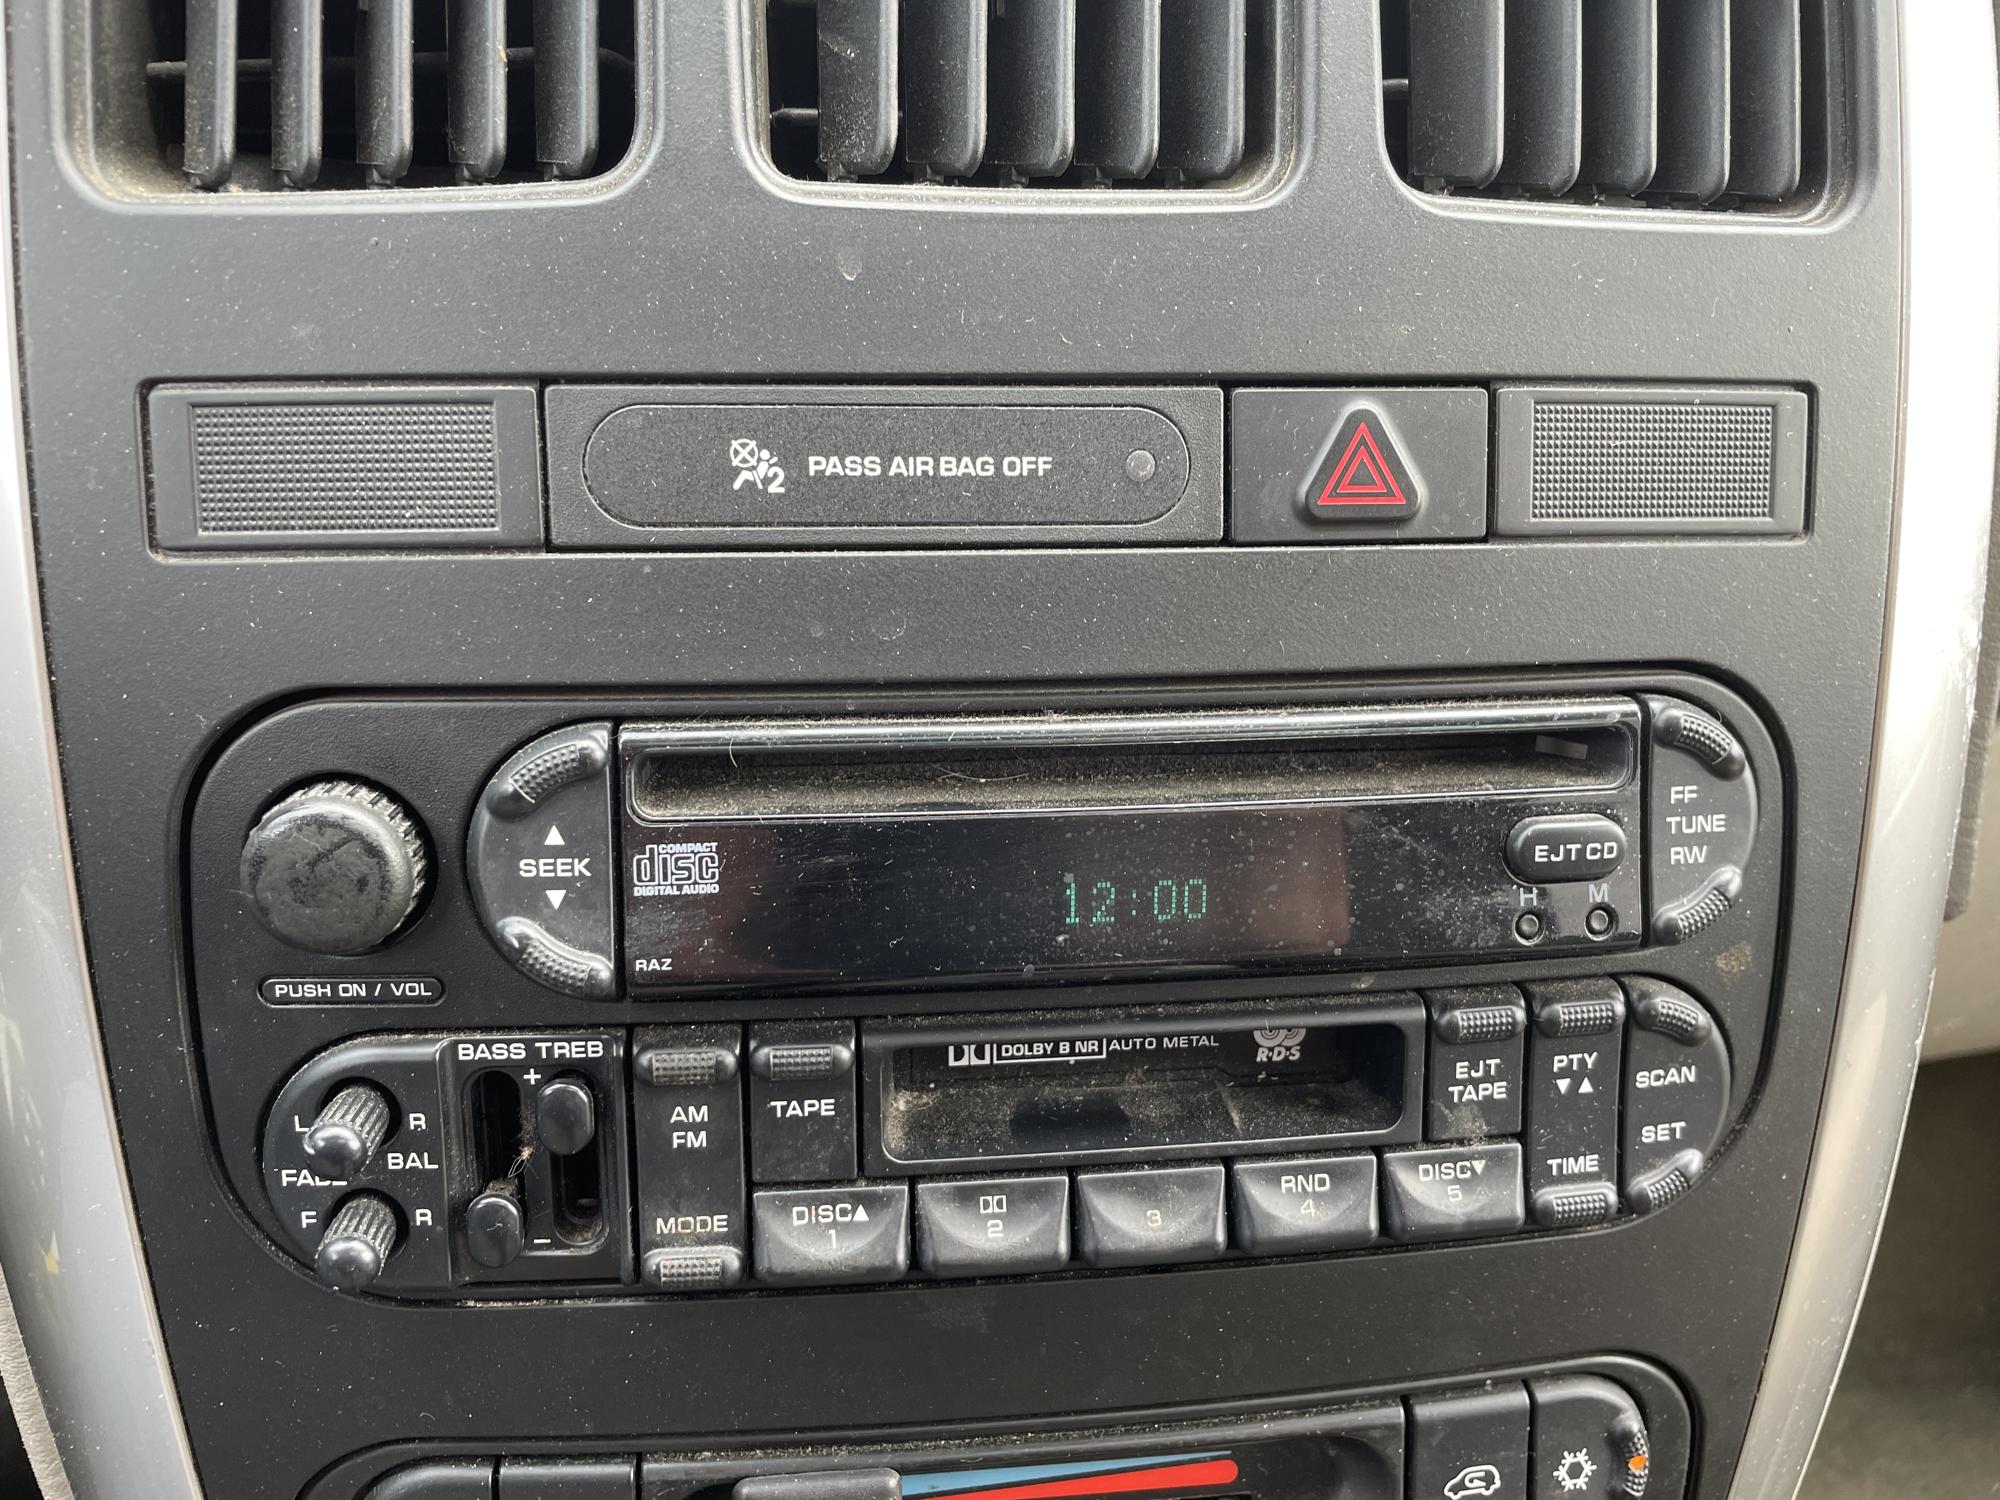 2 PASS AIR BAG OFF
COMPACT
disc
DIGITAL AUDIO
▲
SEEK
▼
12:00
EJT CD
H M
FF
TUNE
RW
RAZ
PUSH ON / VOL
BASS TREB
+
−
L R
BAL
FADE
F R
AM
FM
MODE
TAPE
DOLBY B NR AUTO METAL
R·D·S
EJT
TAPE
PTY
▼▲
TIME
SCAN
SET
DISC▲
1
2
3
RND
4
DISC▼
5